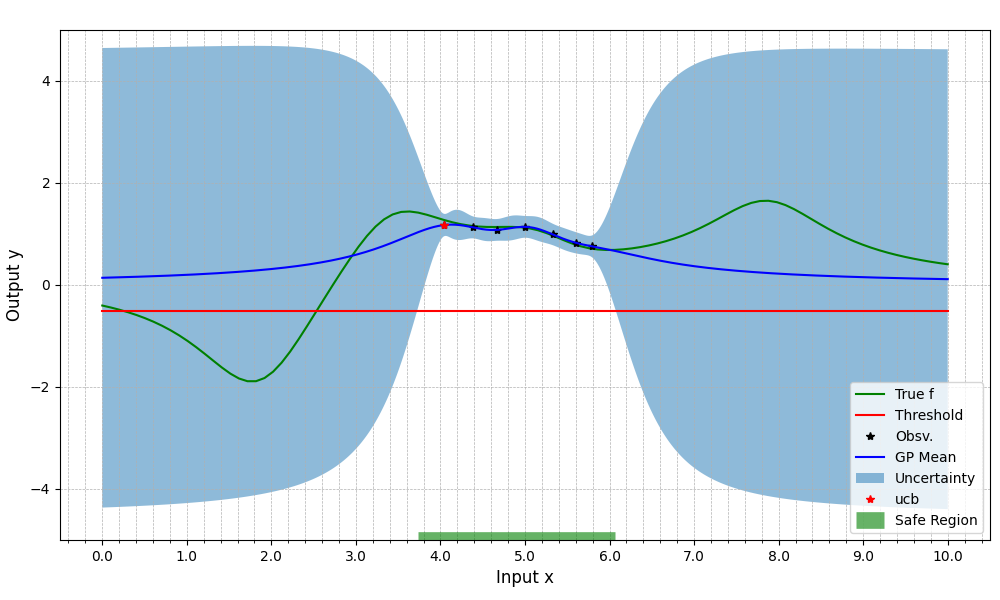 Output y
4
2
0
−2
−4
0.0 1.0 2.0 3.0 4.0 5.0 6.0 7.0 8.0 9.0 10.0
Input x
True f
Threshold
Obsv.
GP Mean
Uncertainty
ucb
Safe Region